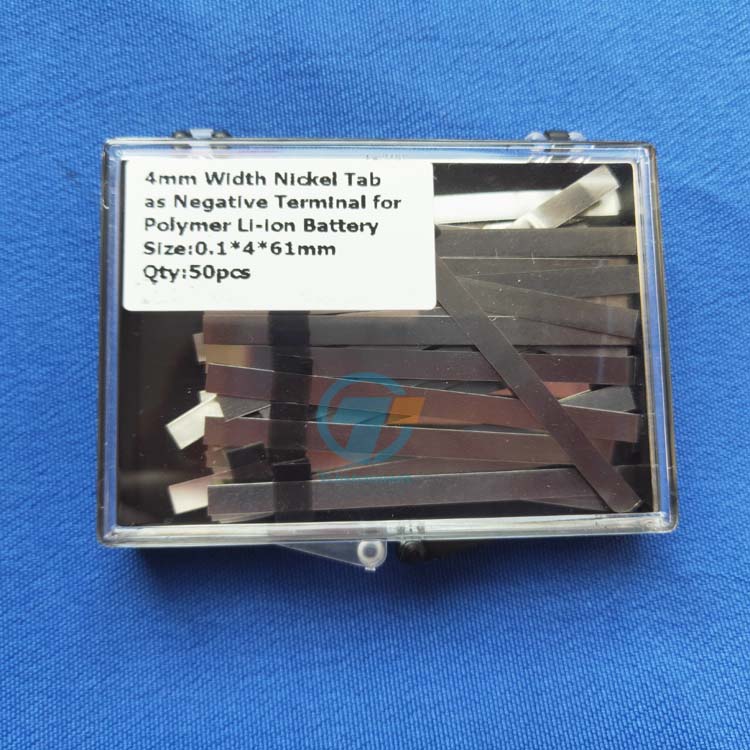 4mm Width Nickel Tab
as Negative Terminal for
Polymer Li-Ion Battery
Size:0.1*4*61mm
Qty:50pcs